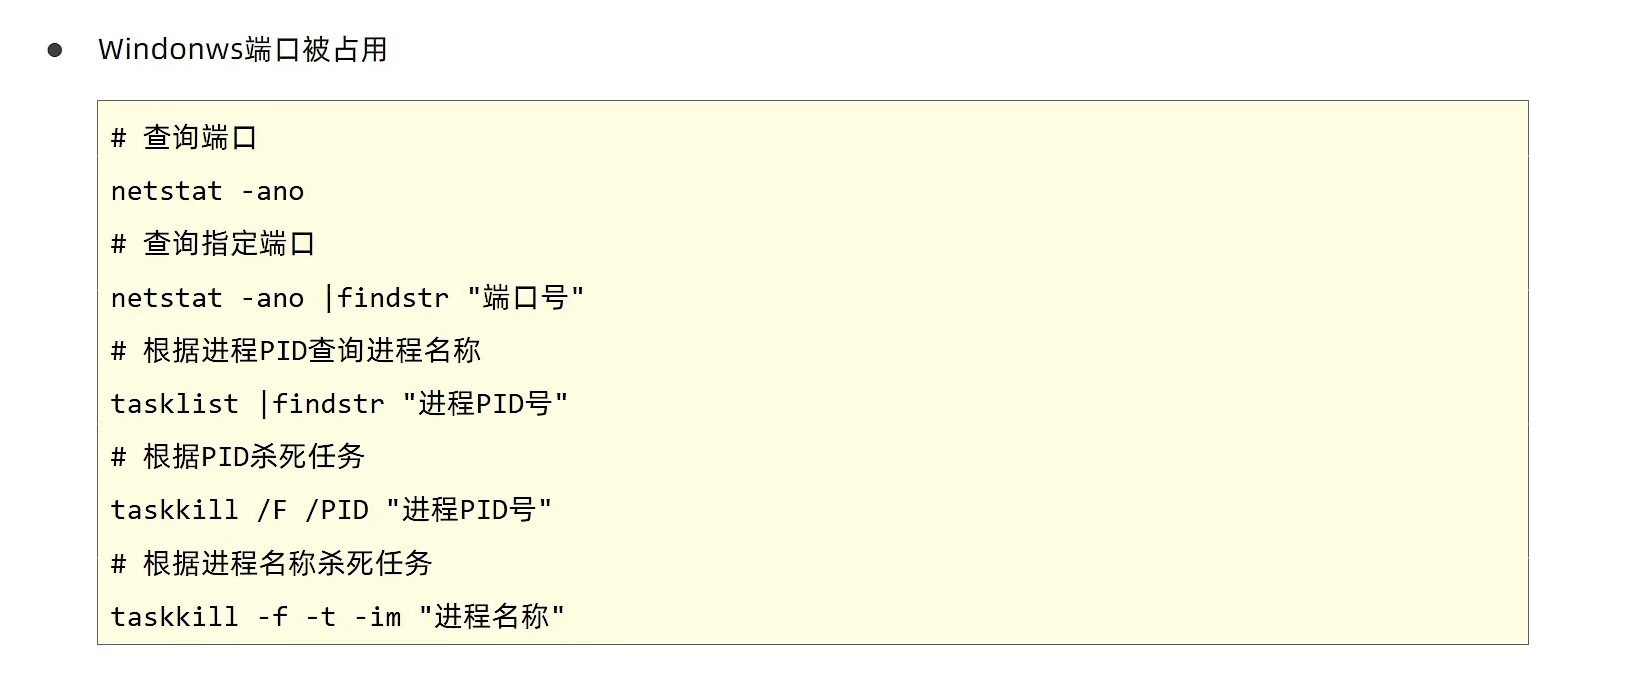 ● Windonws端口被占用
# 查询端口
netstat -ano
# 查询指定端口
netstat -ano |findstr "端口号"
# 根据进程PID查询进程名称
tasklist |findstr "进程PID号"
# 根据PID杀死任务
taskkill /F /PID "进程PID号"
# 根据进程名称杀死任务
taskkill -f -t -im "进程名称"